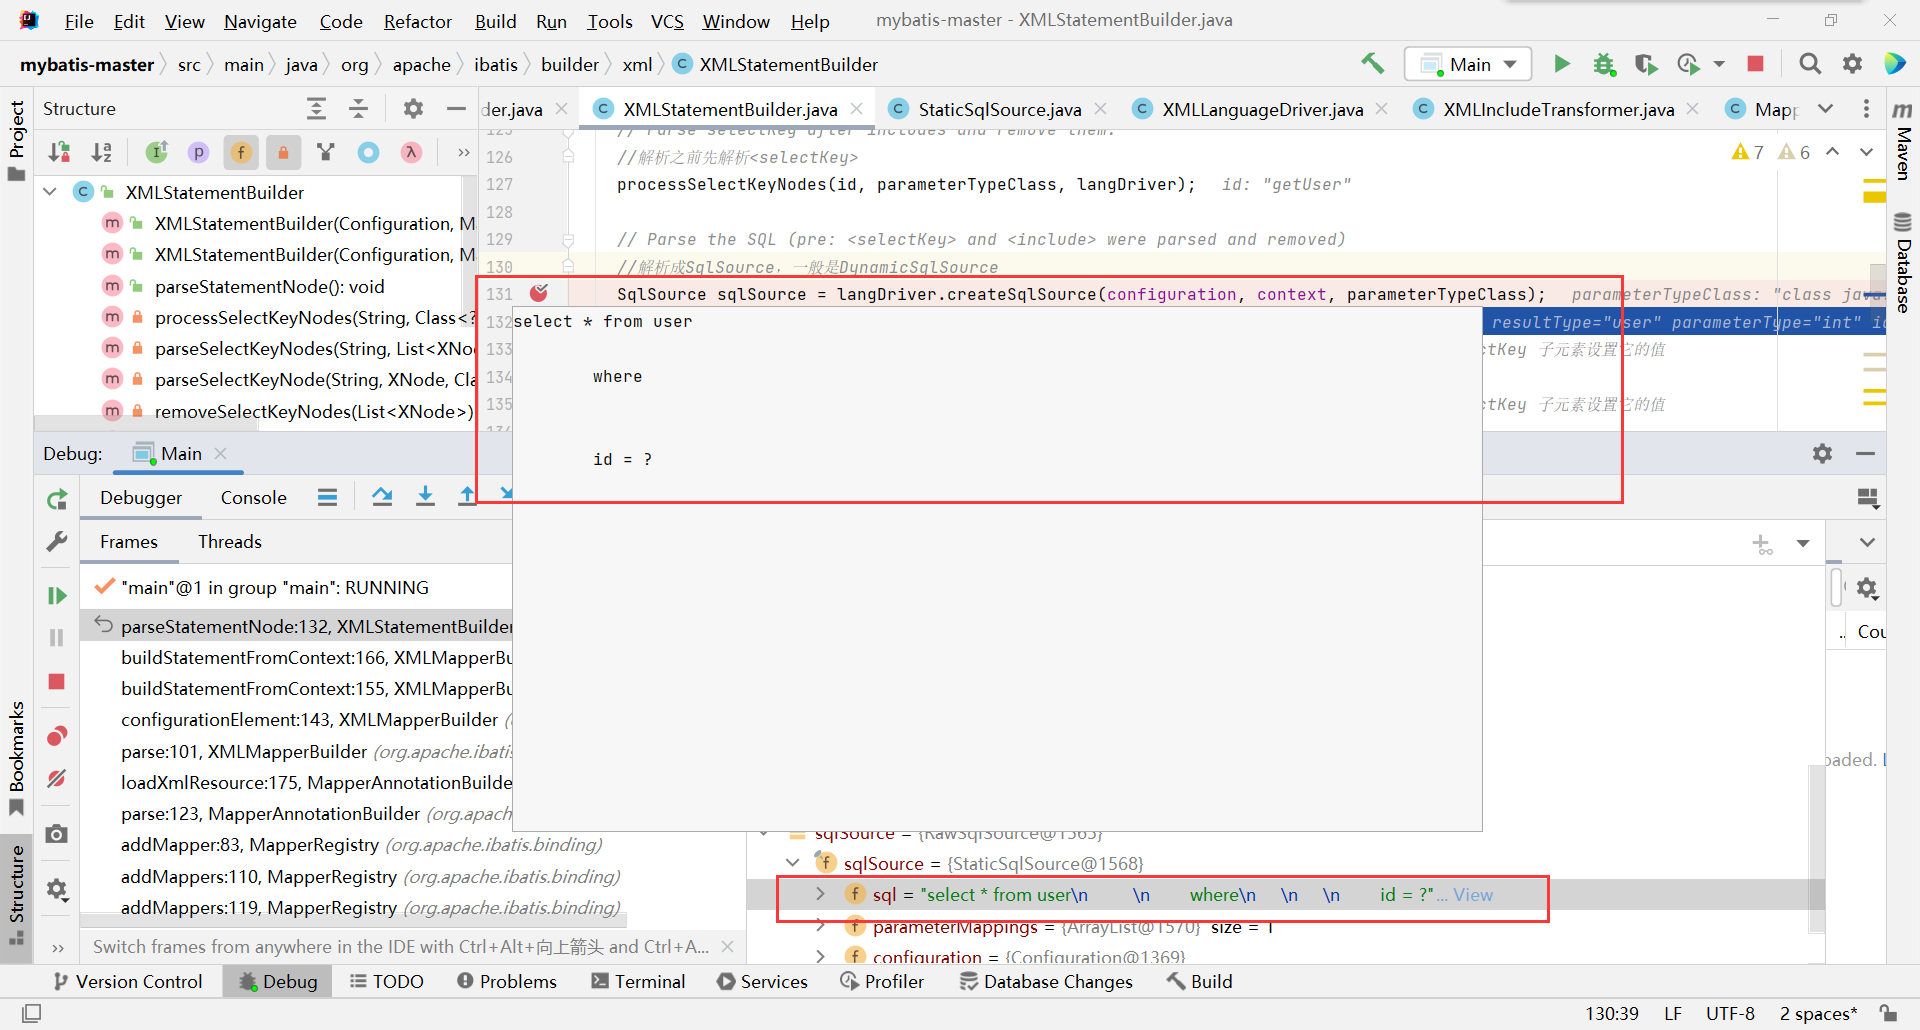 File Edit View Navigate Code Refactor Build Run Tools VCS Window Help mybatis-master - XMLStatementBuilder.java
mybatis-master src main java org apache ibatis builder xml XMLStatementBuilder Main
Project
Structure
der.java XMLStatementBuilder.java StaticSqlSource.java XMLLanguageDriver.java XMLIncludeTransformer.java Mapp
Maven
Database
XMLStatementBuilder
XMLStatementBuilder(Configuration, Ma
XMLStatementBuilder(Configuration, M
parseStatementNode(): void
processSelectKeyNodes(String, Class<?
parseSelectKeyNodes(String, List<XNo
parseSelectKeyNode(String, XNode, Cla
removeSelectKeyNodes(List<XNode>)
7 6
125 // Parse selectKey after includes and remove them.
126 //解析之前先解析<selectKey>
127 processSelectKeyNodes(id, parameterTypeClass, langDriver); id: "getUser"
128
129 // Parse the SQL (pre: <selectKey> and <include> were parsed and removed)
130 //解析成SqlSource，一般是DynamicSqlSource
131 SqlSource sqlSource = langDriver.createSqlSource(configuration, context, parameterTypeClass); parameterTypeClass: "class java
132 resultType="user" parameterType="int" id
133 ctKey 子元素设置它的值
134
135 ctKey 子元素设置它的值
select * from user
where
id = ?
Debug: Main
Debugger Console
Frames Threads
"main"@1 in group "main": RUNNING
parseStatementNode:132, XMLStatementBuilder
buildStatementFromContext:166, XMLMapperBu
buildStatementFromContext:155, XMLMapperBu
configurationElement:143, XMLMapperBuilder (
parse:101, XMLMapperBuilder (org.apache.ibatis.
loadXmlResource:175, MapperAnnotationBuilde
parse:123, MapperAnnotationBuilder (org.apach
addMapper:83, MapperRegistry (org.apache.ibatis.binding)
addMappers:110, MapperRegistry (org.apache.ibatis.binding)
addMappers:119, MapperRegistry (org.apache.ibatis.binding)
Switch frames from anywhere in the IDE with Ctrl+Alt+向上箭头 and Ctrl+A...
.. Cou
oaded.
sqlSource = {RawSqlSource@1565}
sqlSource = {StaticSqlSource@1568}
sql = "select * from user\n \n where\n \n \n id = ?"... View
parameterMappings = {ArrayList@1570} size = 1
configuration = {Configuration@1369}
Bookmarks
Structure
Version Control Debug TODO Problems Terminal Services Profiler Database Changes Build
130:39 LF UTF-8 2 spaces*